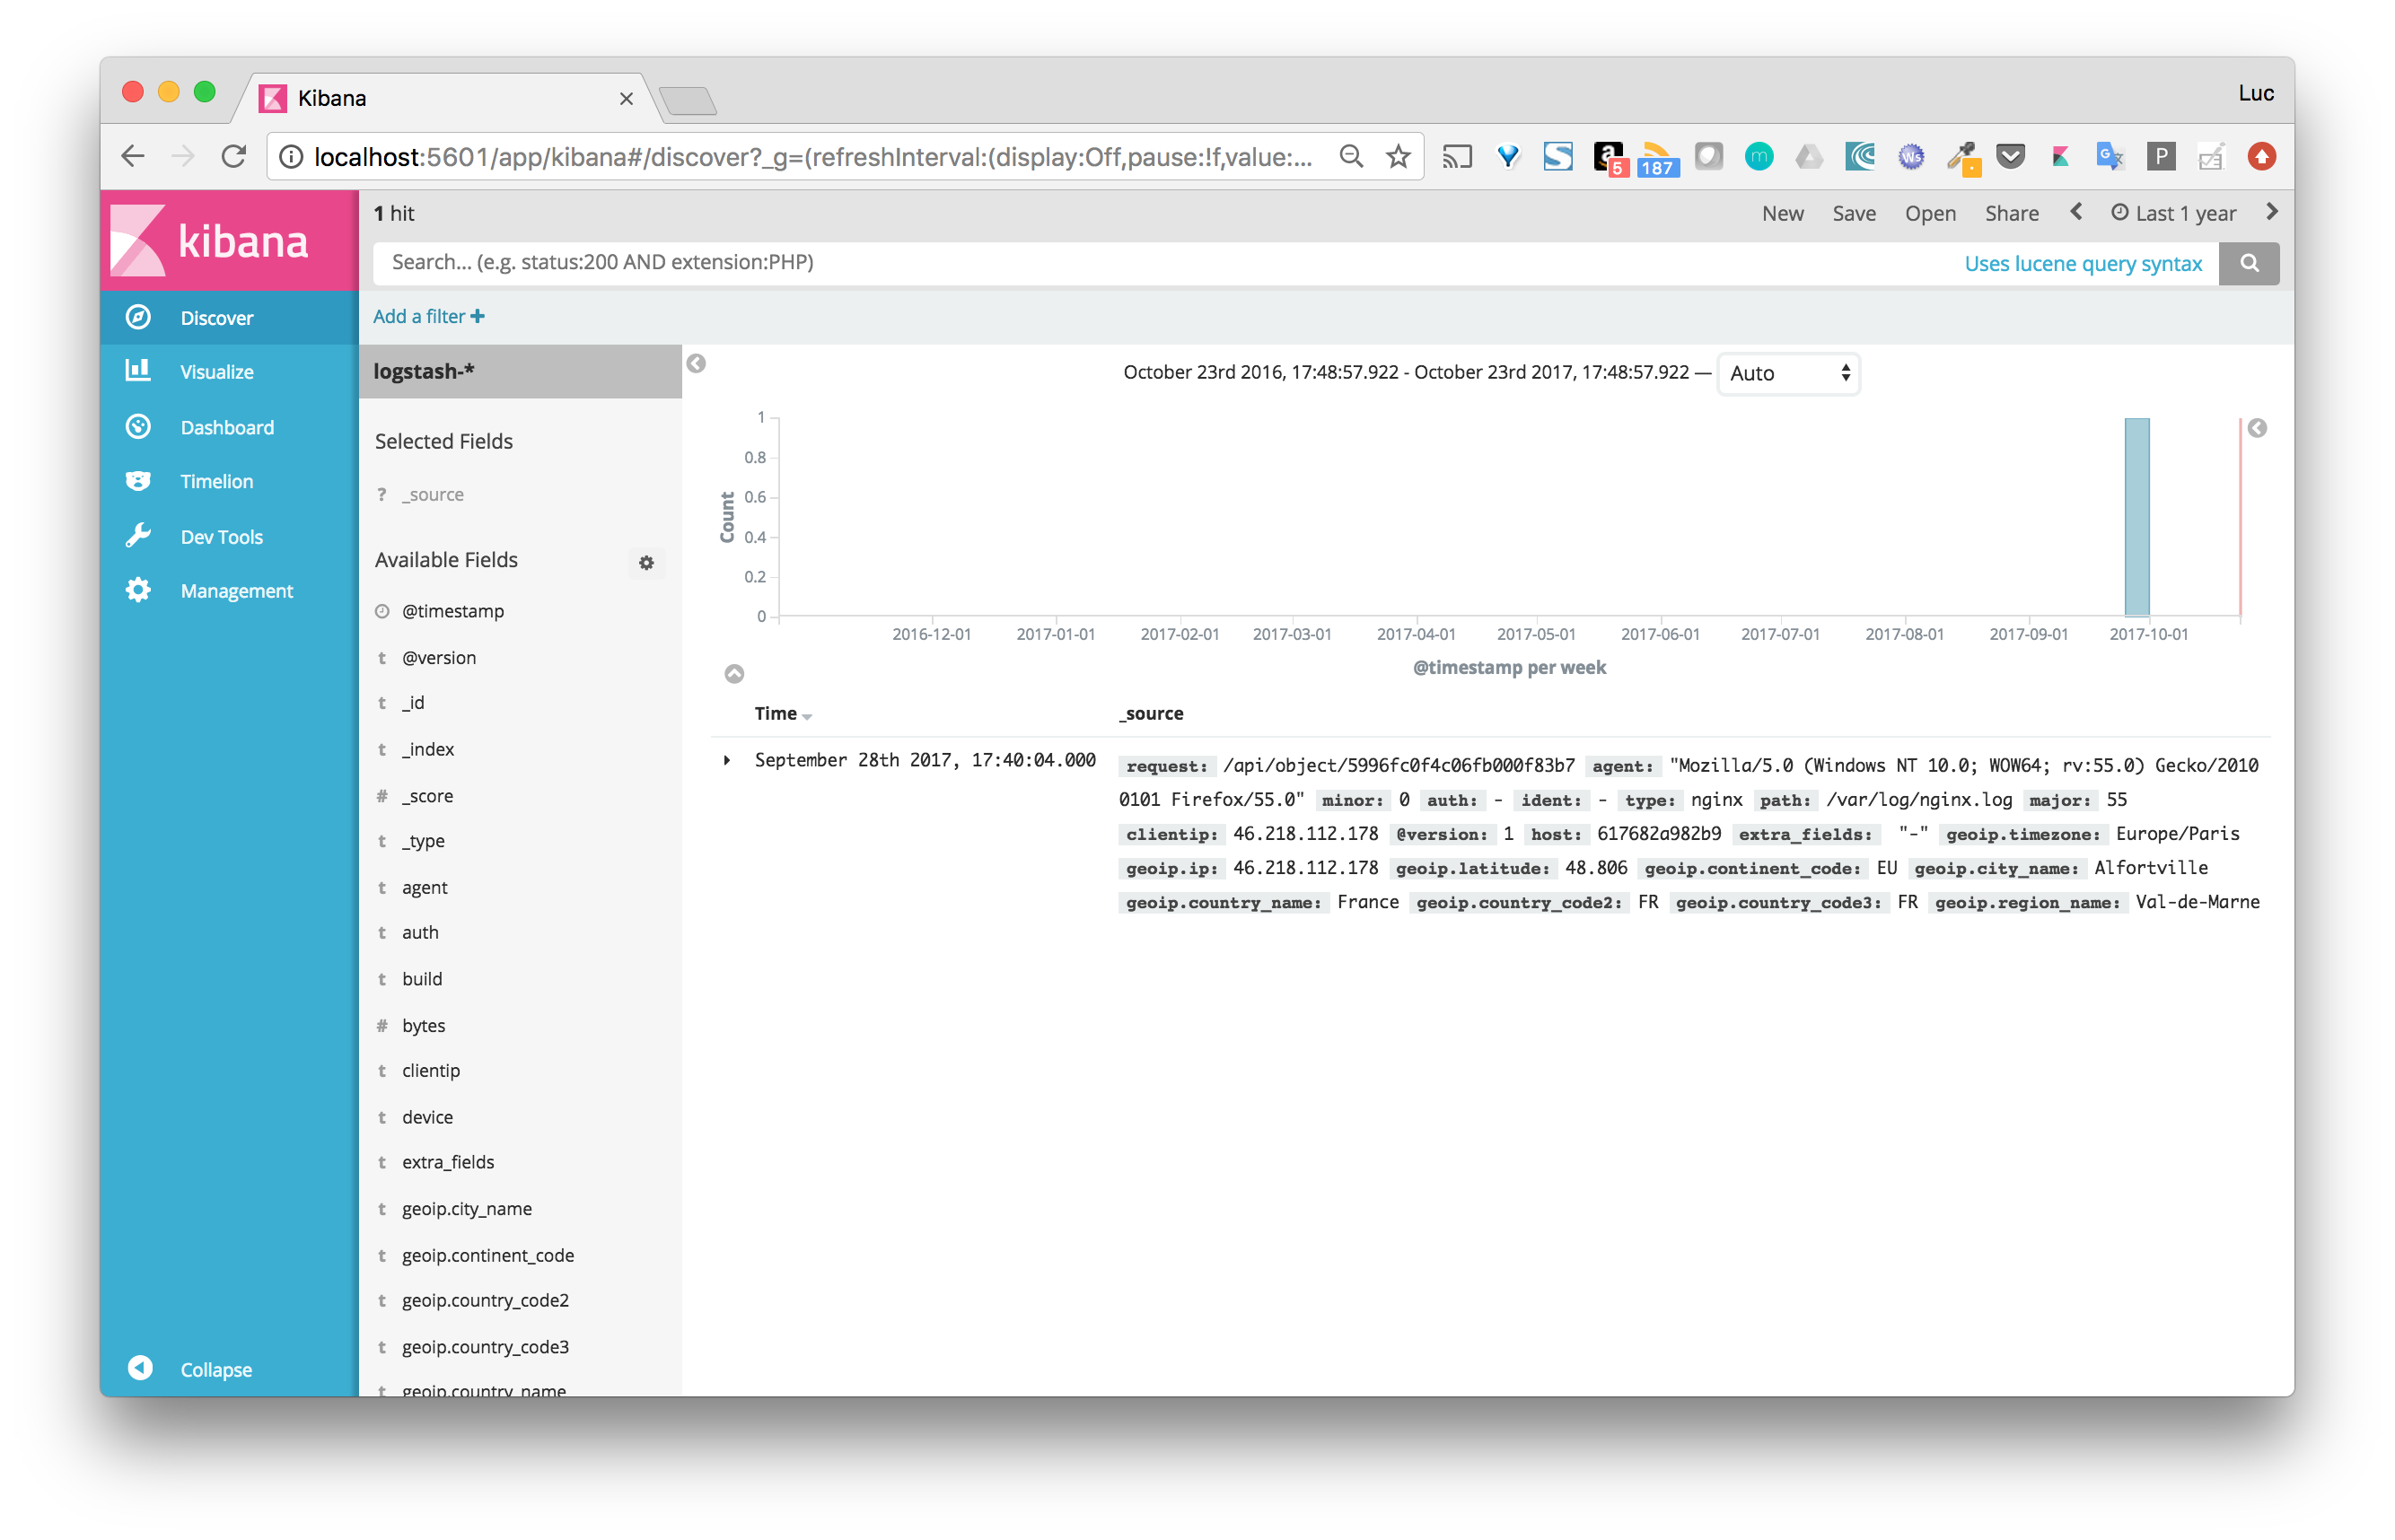 Kibana
Luc
localhost:5601/app/kibana#/discover?_g=(refreshInterval:(display:Off,pause:!f,value:...
5
187
m
Ws
G
P
kibana
1 hit
New Save Open Share Last 1 year
Search... (e.g. status:200 AND extension:PHP)
Uses lucene query syntax
Add a filter
Discover
Visualize
Dashboard
Timelion
Dev Tools
Management
Collapse
logstash-*
Selected Fields
? _source
Available Fields
@timestamp
t @version
t _id
t _index
# _score
t _type
t agent
t auth
t build
# bytes
t clientip
t device
t extra_fields
t geoip.city_name
t geoip.continent_code
t geoip.country_code2
t geoip.country_code3
t geoip.country_name
October 23rd 2016, 17:48:57.922 - October 23rd 2017, 17:48:57.922 — Auto
Count
1
0.8
0.6
0.4
0.2
0
2016-12-01 2017-01-01 2017-02-01 2017-03-01 2017-04-01 2017-05-01 2017-06-01 2017-07-01 2017-08-01 2017-09-01 2017-10-01
@timestamp per week
Time _source
September 28th 2017, 17:40:04.000
request: /api/object/5996fc0f4c06fb000f83b7 agent: "Mozilla/5.0 (Windows NT 10.0; WOW64; rv:55.0) Gecko/2010
0101 Firefox/55.0" minor: 0 auth: - ident: - type: nginx path: /var/log/nginx.log major: 55
clientip: 46.218.112.178 @version: 1 host: 617682a982b9 extra_fields: "-" geoip.timezone: Europe/Paris
geoip.ip: 46.218.112.178 geoip.latitude: 48.806 geoip.continent_code: EU geoip.city_name: Alfortville
geoip.country_name: France geoip.country_code2: FR geoip.country_code3: FR geoip.region_name: Val-de-Marne